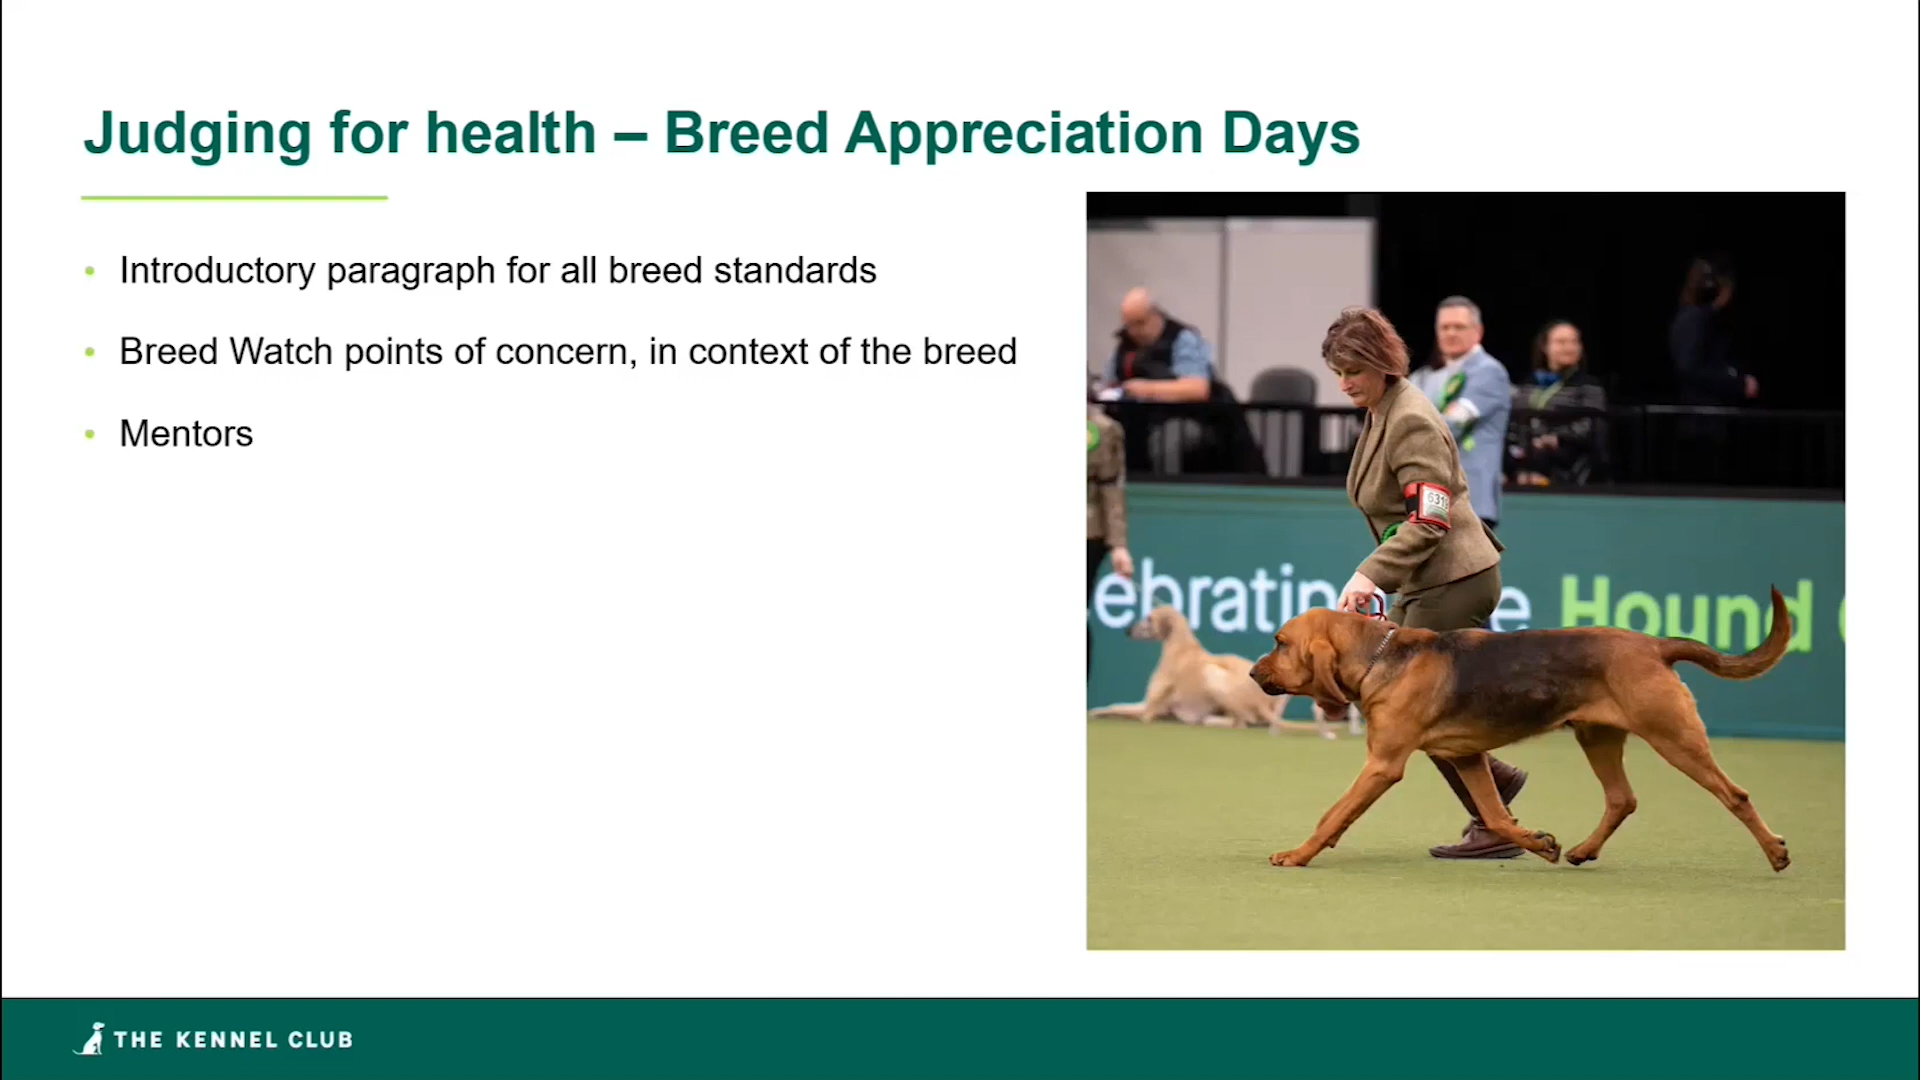 Judging for health – Breed Appreciation Days
• Introductory paragraph for all breed standards
• Breed Watch points of concern, in context of the breed
• Mentors
631
ebratin e Hound
THE KENNEL CLUB